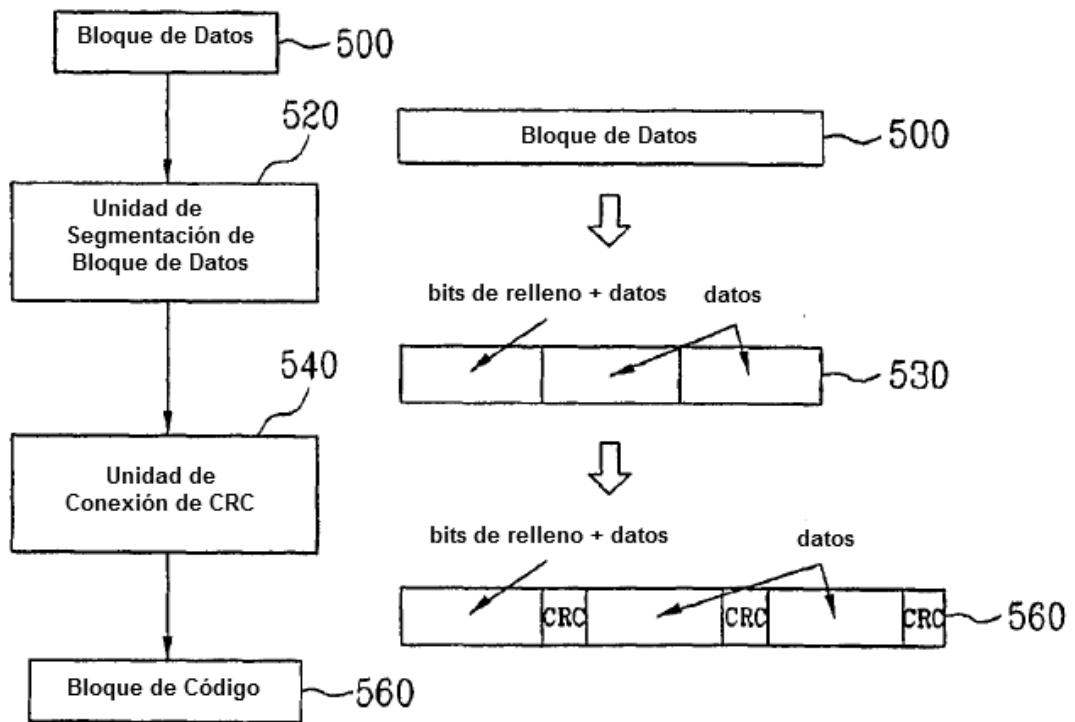 Bloque de Datos
500
520
Unidad de
Segmentación de
Bloque de Datos
540
Unidad de
Conexión de CRC
Bloque de Código
560
Bloque de Datos
500
bits de relleno + datos
datos
530
bits de relleno + datos
datos
CRC
CRC
CRC
560